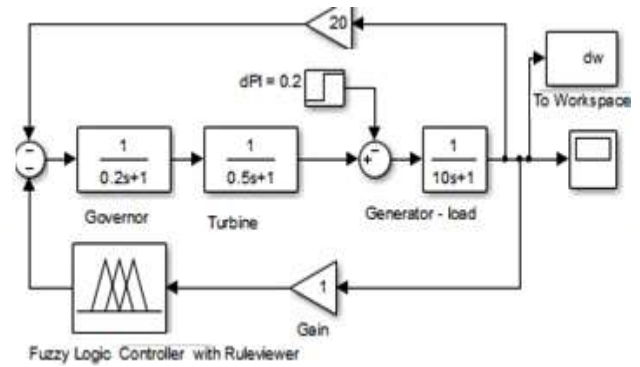 20
dPl = 0.2
dw
To Workspace
1
0.2s+1
Governor
1
0.5s+1
Turbine
1
10s+1
Generator - load
1
Gain
Fuzzy Logic Controller with Ruleviewer